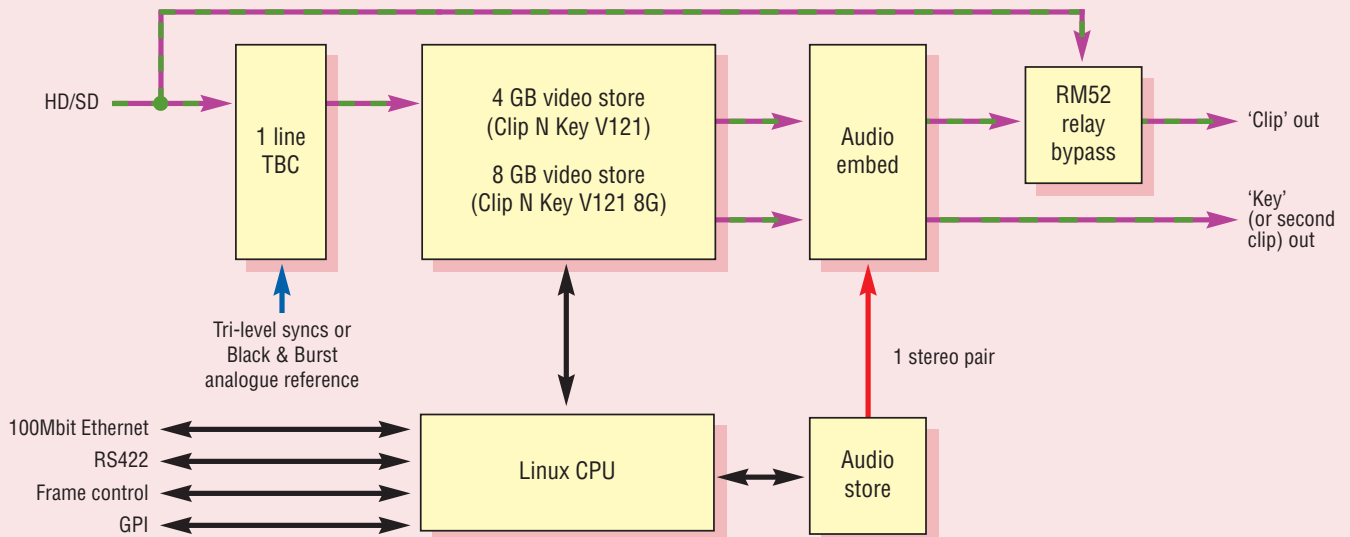 HD/SD
1 line
TBC
4 GB video store
(Clip N Key V121)
8 GB video store
(Clip N Key V121 8G)
Audio
embed
RM52
relay
bypass
‘Clip’ out
‘Key’
(or second
clip) out
Tri-level syncs or
Black & Burst
analogue reference
1 stereo pair
100Mbit Ethernet
RS422
Frame control
GPI
Linux CPU
Audio
store